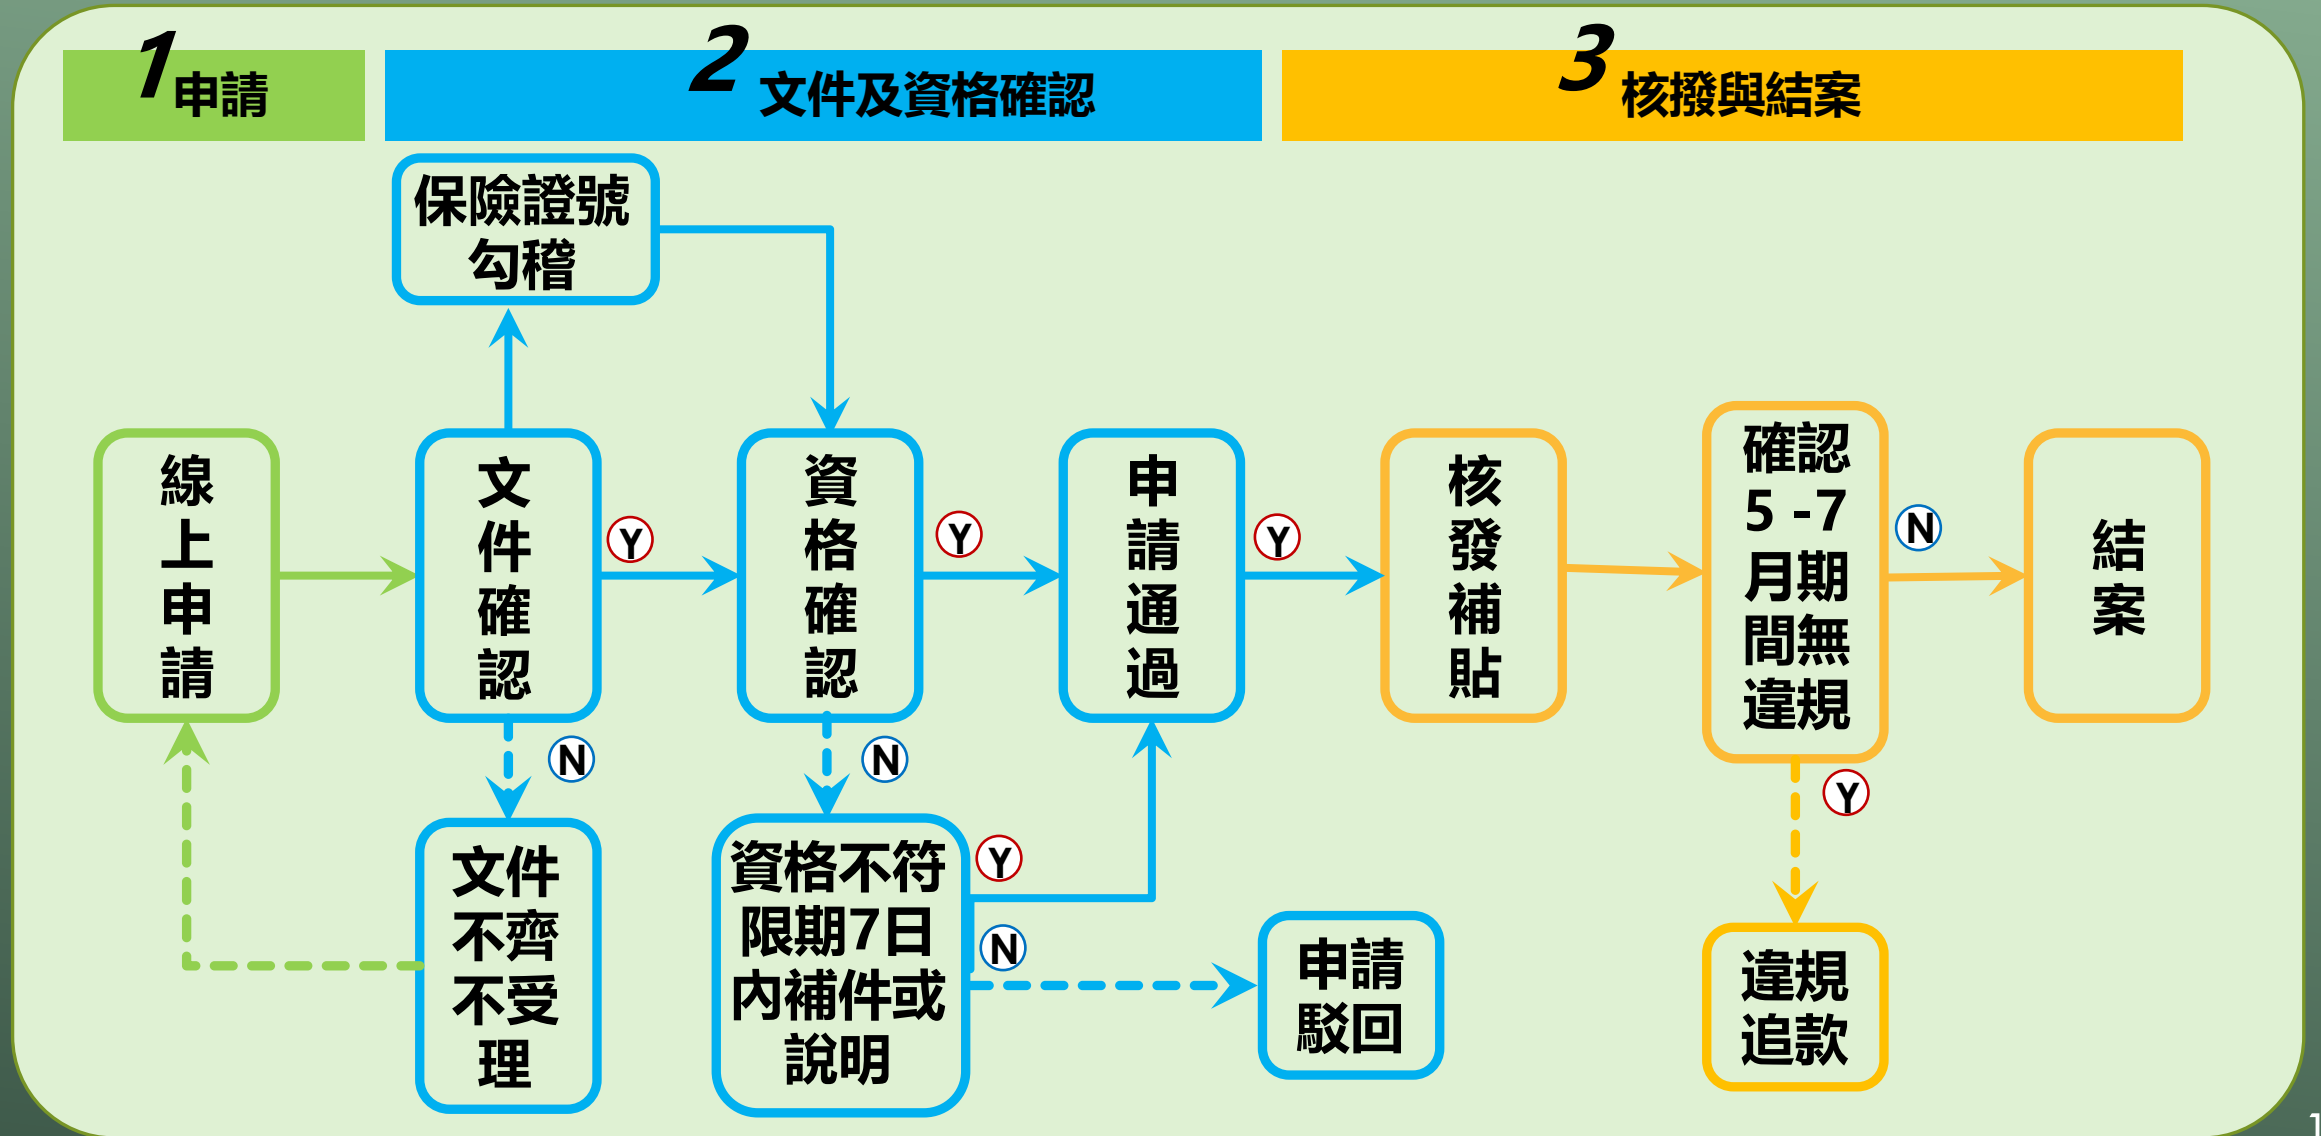 1申請
2 文件及資格確認
3 核撥與結案
保險證號
勾稽
線上申請
文件確認
資格確認
申請通過
核發補貼
確認
5 -7
月期
間無
違規
結案
Y
Y
Y
N
N
N
Y
文件
不齊
不受
理
資格不符
限期7日
內補件或
說明
Y
N
申請
駁回
違規
追款